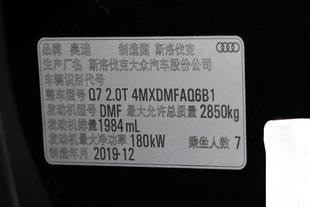 品牌 奥迪 制造国 斯洛伐克
生产厂名 斯洛伐克大众汽车股份公司
车辆识别代号
整车型号 Q7 2.0T 4MXDMFAQ6B1
发动机型号 DMF 最大允许总质量 2850kg
发动机排量 1984mL
发动机最大净功率 180kW 乘坐人数 7
制造年月 2019-12